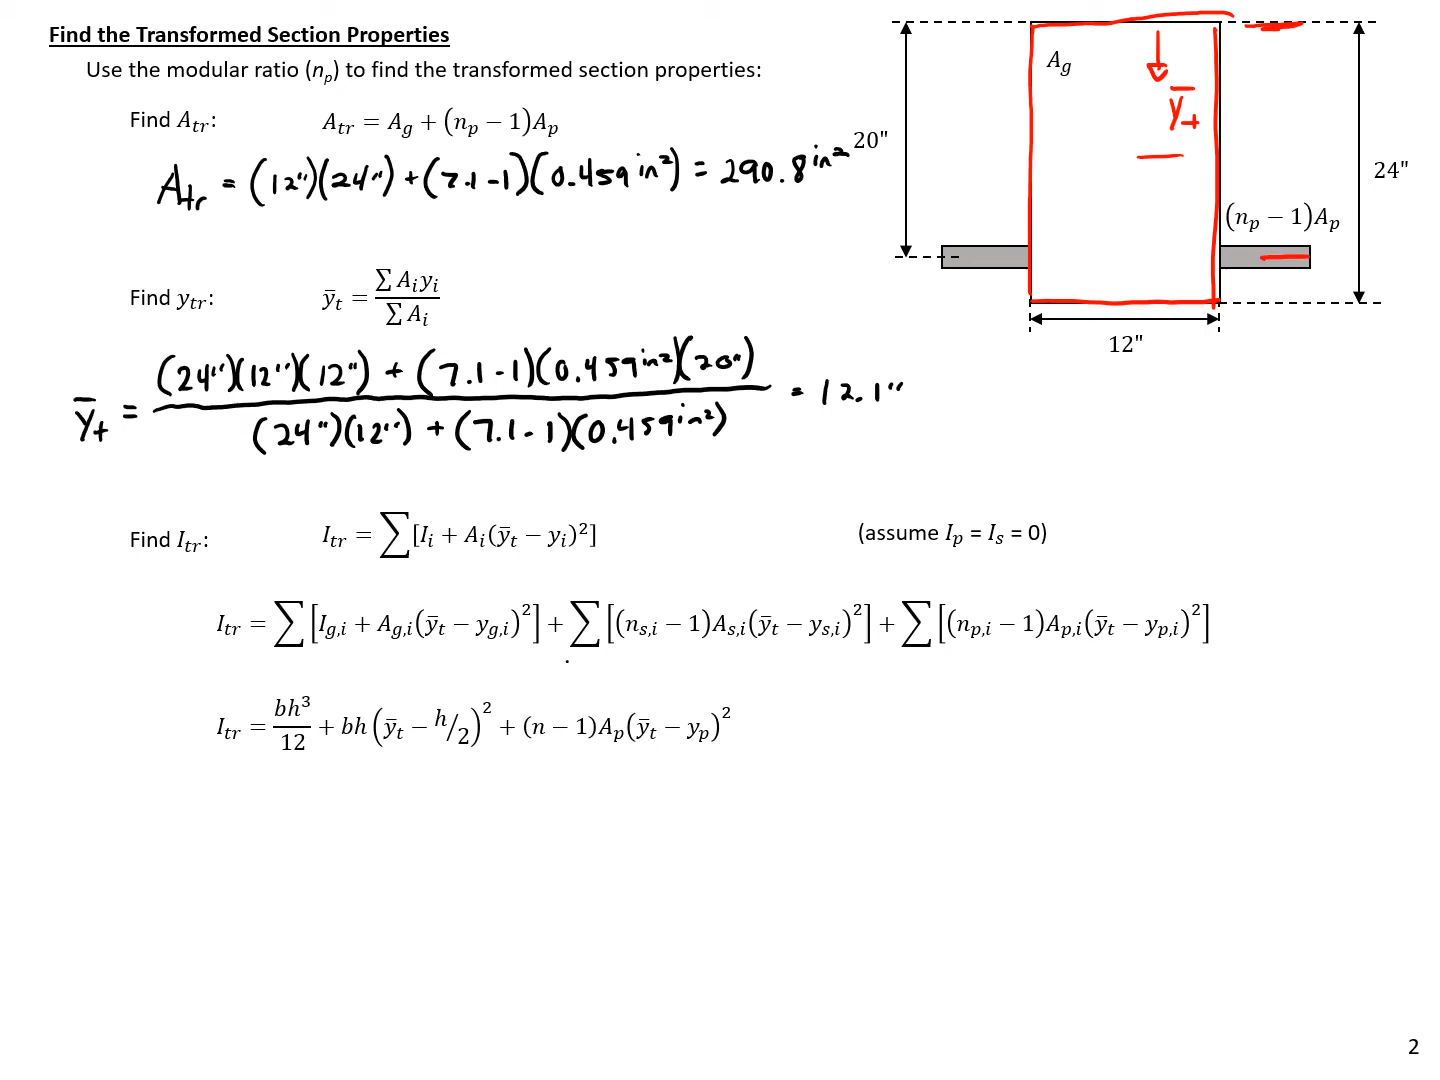 Find the Transformed Section Properties
Use the modular ratio (n_p) to find the transformed section properties:
Find A_tr: A_tr = A_g + (n_p − 1)A_p
A_tr = (12")(24") + (7.1 - 1)(0.459 in²) = 290.8 in²
Find y_tr: ȳ_t = ∑ A_i y_i / ∑ A_i
ȳ_t = ((24")(12")(12") + (7.1 - 1)(0.459 in²)(20")) / ((24")(12") + (7.1 - 1)(0.459 in²)) = 12.1"
Find I_tr: I_tr = ∑[I_i + A_i(ȳ_t − y_i)²] (assume I_p = I_s = 0)
I_tr = ∑[I_g,i + A_g,i(ȳ_t − y_g,i)²] + ∑[(n_s,i − 1)A_s,i(ȳ_t − y_s,i)²] + ∑[(n_p,i − 1)A_p,i(ȳ_t − y_p,i)²]
I_tr = bh³/12 + bh(ȳ_t − h/2)² + (n − 1)A_p(ȳ_t − y_p)²
A_g
ȳ_t
20"
24"
(n_p − 1)A_p
12"
2